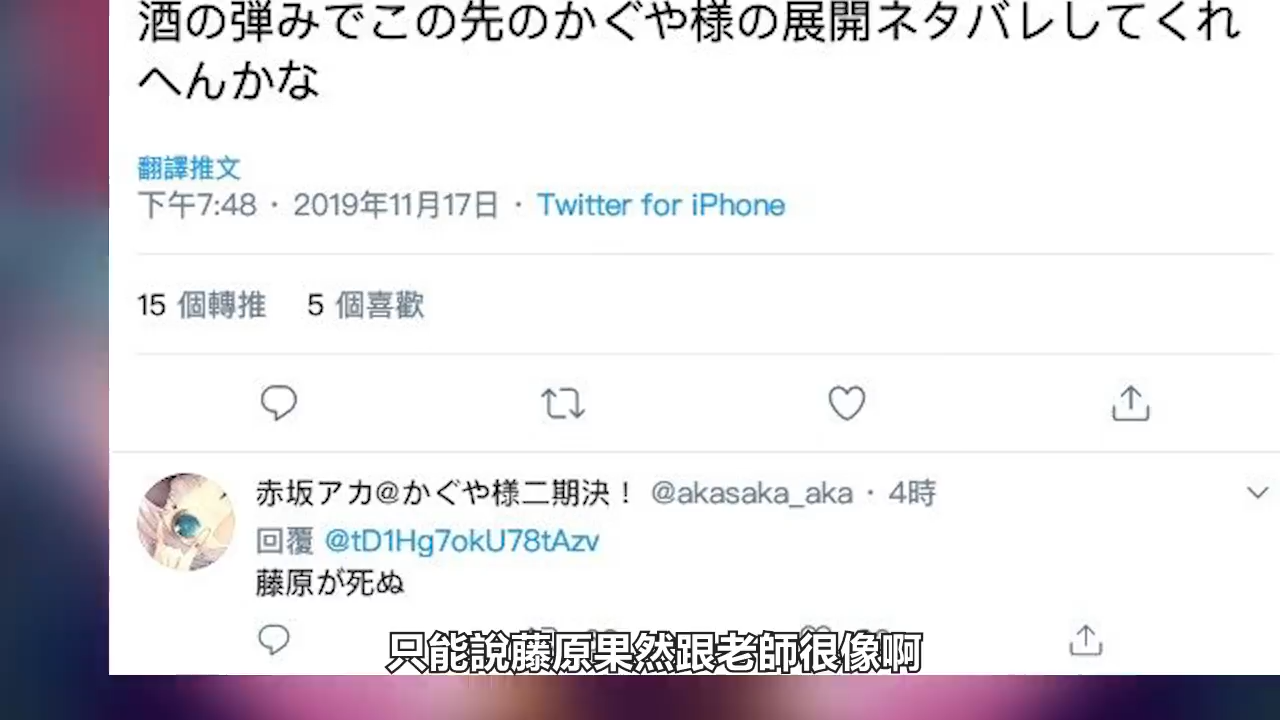 酒の弾みでこの先のかぐや様の展開ネタバレしてくれ
へんかな
翻譯推文
下午7:48 · 2019年11月17日 · Twitter for iPhone
15 個轉推 5 個喜歡
赤坂アカ@かぐや様二期決！ @akasaka_aka · 4時
回覆 @tD1Hg7okU78tAzv
藤原が死ぬ
只能說藤原果然跟老師很像啊